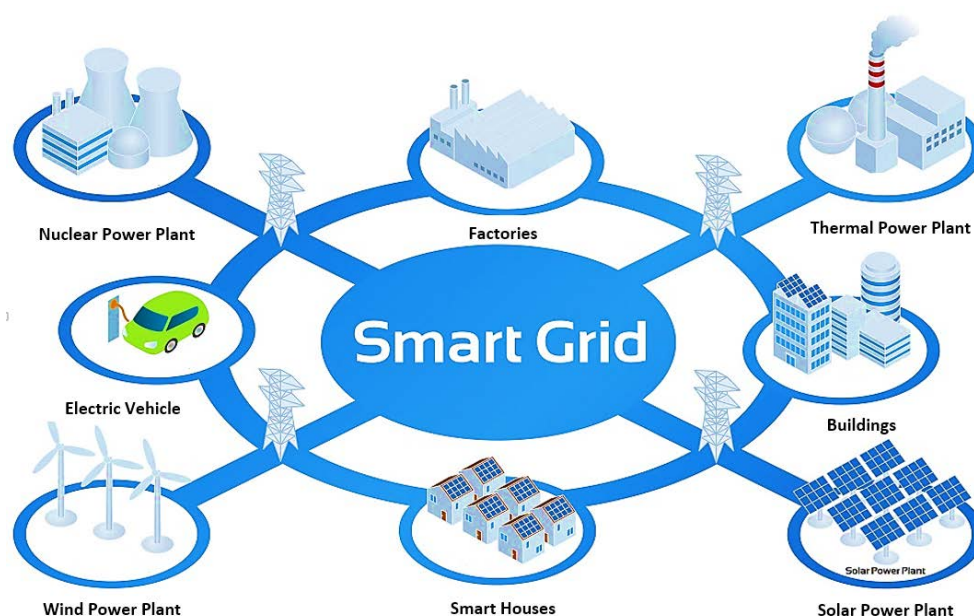 Nuclear Power Plant
Factories
Thermal Power Plant
Smart Grid
Electric Vehicle
Buildings
Solar Power Plant
Wind Power Plant
Smart Houses
Solar Power Plant